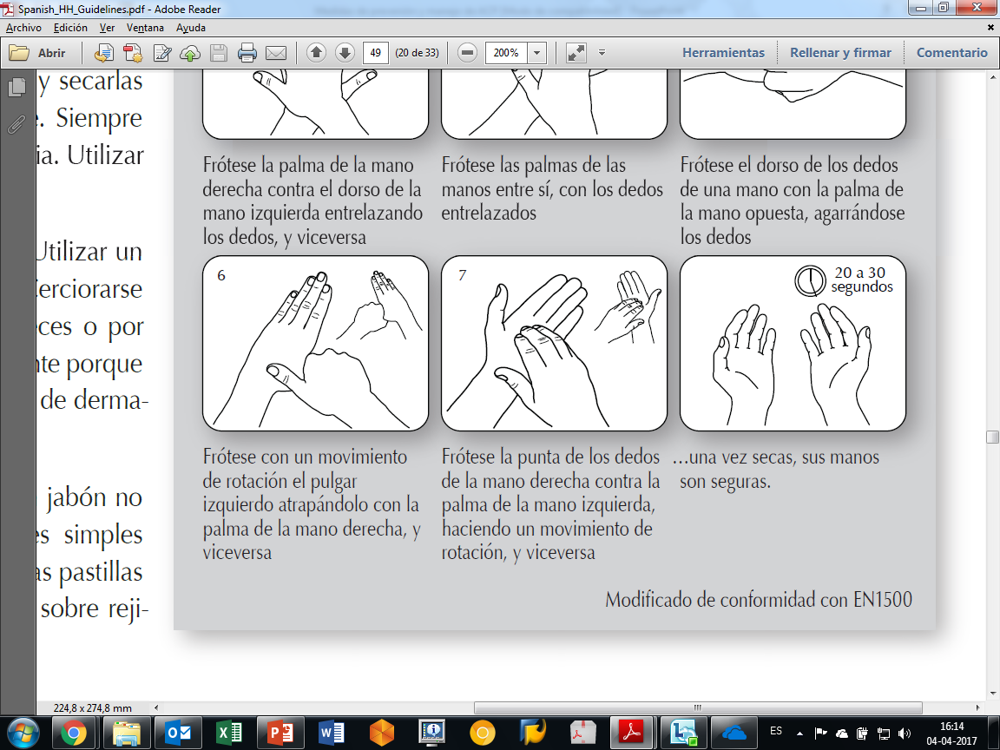 Spanish_HH_Guidelines.pdf - Adobe Reader
Archivo Edición Ver Ventana Ayuda
Abrir 49 (20 de 33) 200% Herramientas Rellenar y firmar Comentario
y secarlas
. Siempre
ia. Utilizar
Utilizar un
Cerciorarse
eces o por
nte porque
de derma-
jabón no
es simples
as pastillas
sobre reji-
Frótese la palma de la mano
derecha contra el dorso de la
mano izquierda entrelazando
los dedos, y viceversa
Frótese las palmas de las
manos entre sí, con los dedos
entrelazados
Frótese el dorso de los dedos
de una mano con la palma de
la mano opuesta, agarrándose
los dedos
6
7
20 a 30
segundos
Frótese con un movimiento
de rotación el pulgar
izquierdo atrapándolo con la
palma de la mano derecha, y
viceversa
Frótese la punta de los dedos
de la mano derecha contra la
palma de la mano izquierda,
haciendo un movimiento de
rotación, y viceversa
...una vez secas, sus manos
son seguras.
Modificado de conformidad con EN1500
224,8 x 274,8 mm
ES
16:14
04-04-2017